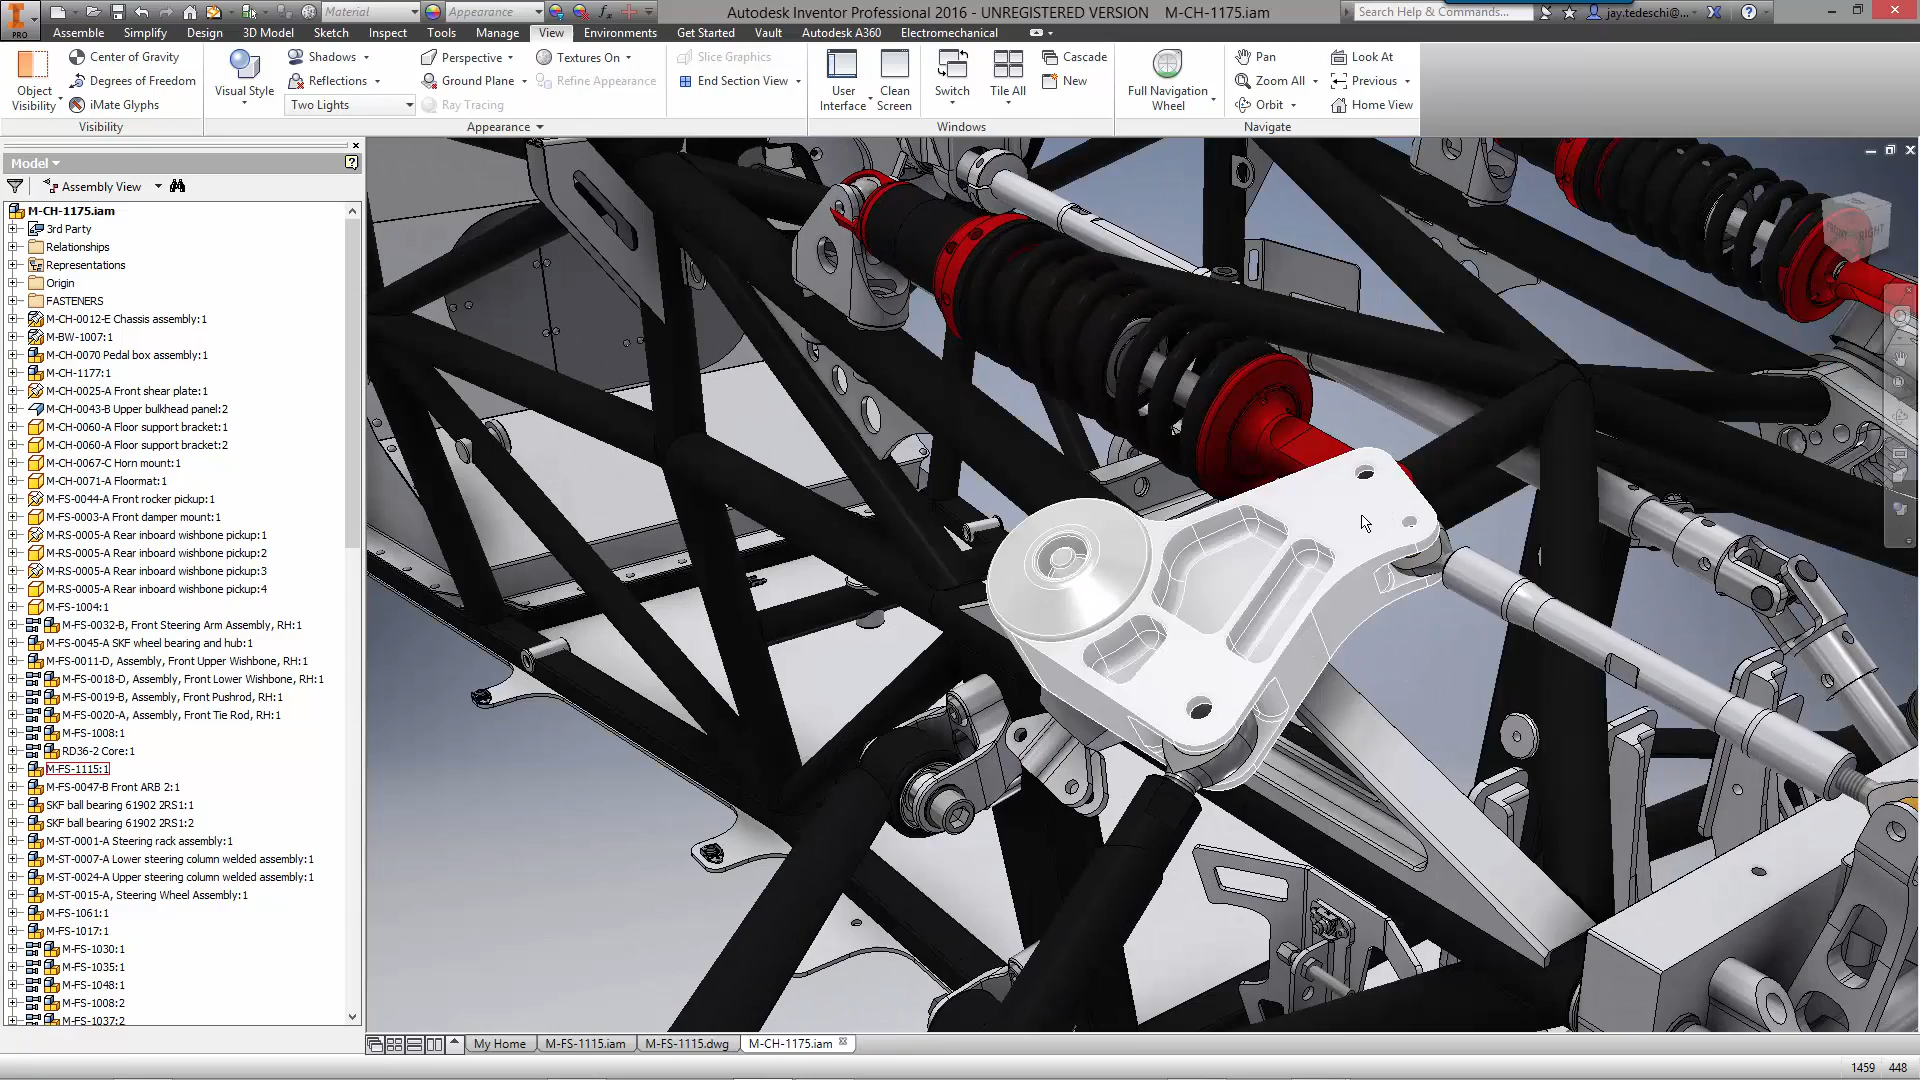 Material
Appearance
Autodesk Inventor Professional 2016 - UNREGISTERED VERSION M-CH-1175.iam
Search Help & Commands...
jay.tedeschi@...
PRO
Assemble Simplify Design 3D Model Sketch Inspect Tools Manage View Environments Get Started Vault Autodesk A360 Electromechanical
Object Visibility
Center of Gravity
Degrees of Freedom
iMate Glyphs
Visibility
Visual Style
Shadows
Reflections
Two Lights
Perspective
Ground Plane
Ray Tracing
Textures On
Refine Appearance
Appearance
Slice Graphics
End Section View
User Interface
Clean Screen
Switch
Tile All
Cascade
New
Windows
Full Navigation Wheel
Pan
Zoom All
Orbit
Look At
Previous
Home View
Navigate
Model
Assembly View
M-CH-1175.iam
3rd Party
Relationships
Representations
Origin
FASTENERS
M-CH-0012-E Chassis assembly:1
M-BW-1007:1
M-CH-0070 Pedal box assembly:1
M-CH-1177:1
M-CH-0025-A Front shear plate:1
M-CH-0043-B Upper bulkhead panel:2
M-CH-0060-A Floor support bracket:1
M-CH-0060-A Floor support bracket:2
M-CH-0067-C Horn mount:1
M-CH-0071-A Floormat:1
M-FS-0044-A Front rocker pickup:1
M-FS-0003-A Front damper mount:1
M-RS-0005-A Rear inboard wishbone pickup:1
M-RS-0005-A Rear inboard wishbone pickup:2
M-RS-0005-A Rear inboard wishbone pickup:3
M-RS-0005-A Rear inboard wishbone pickup:4
M-FS-1004:1
M-FS-0032-B, Front Steering Arm Assembly, RH:1
M-FS-0045-A SKF wheel bearing and hub:1
M-FS-0011-D, Assembly, Front Upper Wishbone, RH:1
M-FS-0018-D, Assembly, Front Lower Wishbone, RH:1
M-FS-0019-B, Assembly, Front Pushrod, RH:1
M-FS-0020-A, Assembly, Front Tie Rod, RH:1
M-FS-1008:1
RD36-2 Core:1
M-FS-1115:1
M-FS-0047-B Front ARB 2:1
SKF ball bearing 61902 2RS1:1
SKF ball bearing 61902 2RS1:2
M-ST-0001-A Steering rack assembly:1
M-ST-0007-A Lower steering column welded assembly:1
M-ST-0024-A Upper steering column welded assembly:1
M-ST-0015-A, Steering Wheel Assembly:1
M-FS-1061:1
M-FS-1017:1
M-FS-1030:1
M-FS-1035:1
M-FS-1048:1
M-FS-1008:2
M-FS-1037:2
RIGHT
My Home M-FS-1115.iam M-FS-1115.dwg M-CH-1175.iam
1459 448